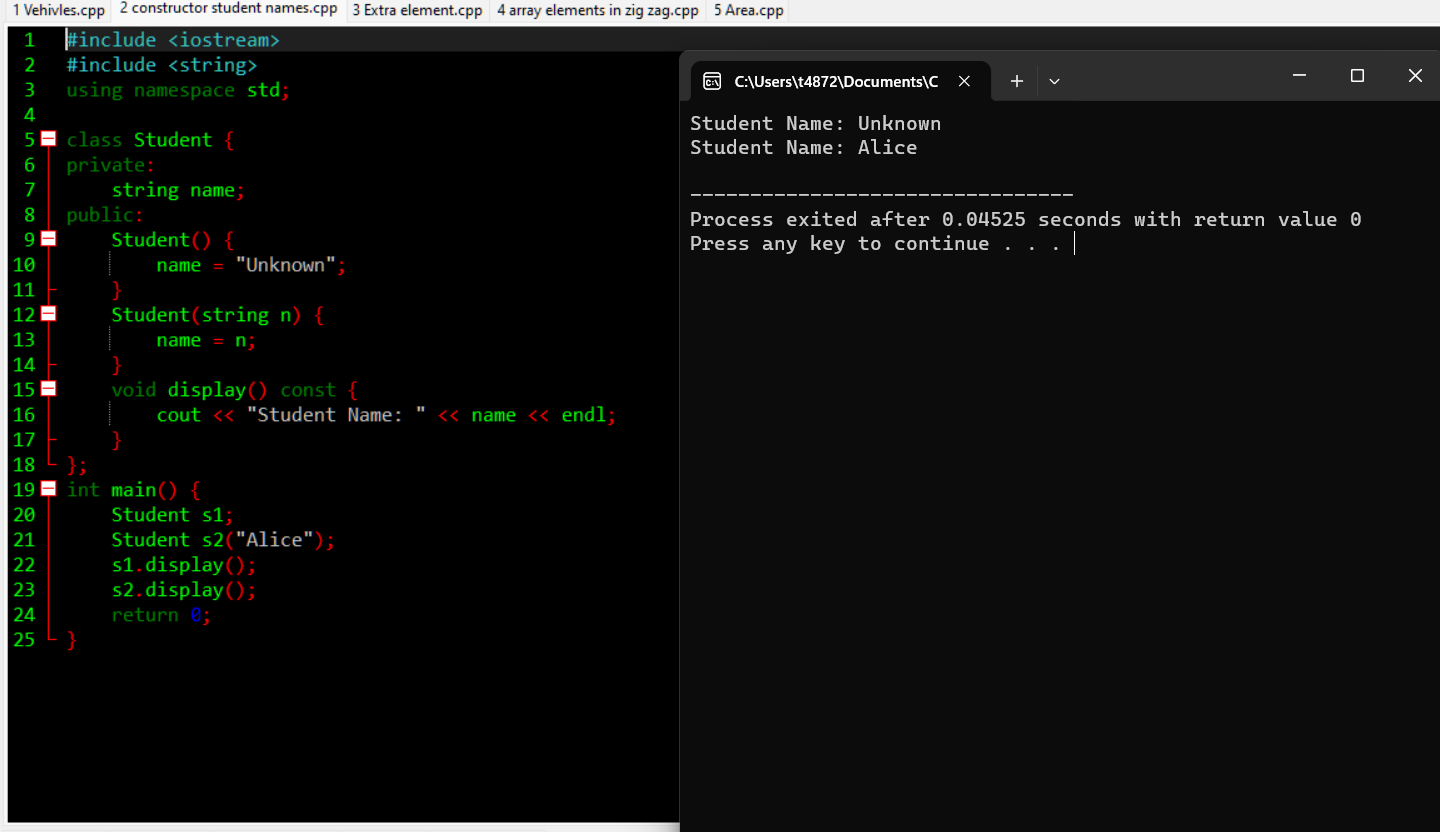 1 Vehivles.cpp 2 constructor student names.cpp 3 Extra element.cpp 4 array elements in zig zag.cpp 5 Area.cpp
1 #include <iostream>
2 #include <string>
3 using namespace std;
4
5 class Student {
6 private:
7     string name;
8 public:
9     Student() {
10         name = "Unknown";
11     }
12     Student(string n) {
13         name = n;
14     }
15     void display() const {
16         cout << "Student Name: " << name << endl;
17     }
18 };
19 int main() {
20     Student s1;
21     Student s2("Alice");
22     s1.display();
23     s2.display();
24     return 0;
25 }
C:\Users\t4872\Documents\C
Student Name: Unknown
Student Name: Alice
--------------------------------
Process exited after 0.04525 seconds with return value 0
Press any key to continue . . .